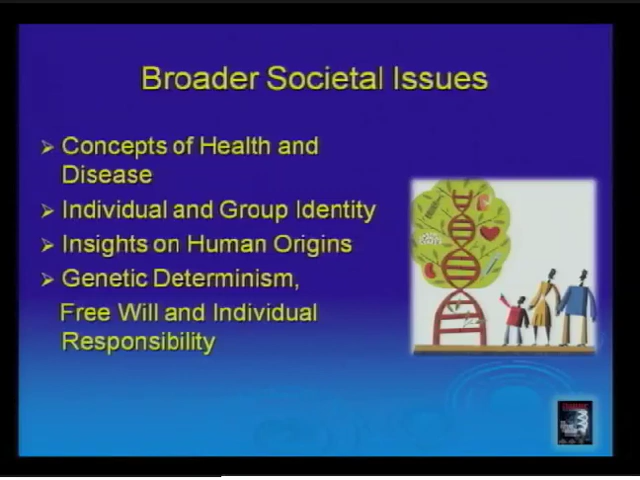 Broader Societal Issues
➤ Concepts of Health and
Disease
➤ Individual and Group Identity
➤ Insights on Human Origins
➤ Genetic Determinism,
Free Will and Individual
Responsibility